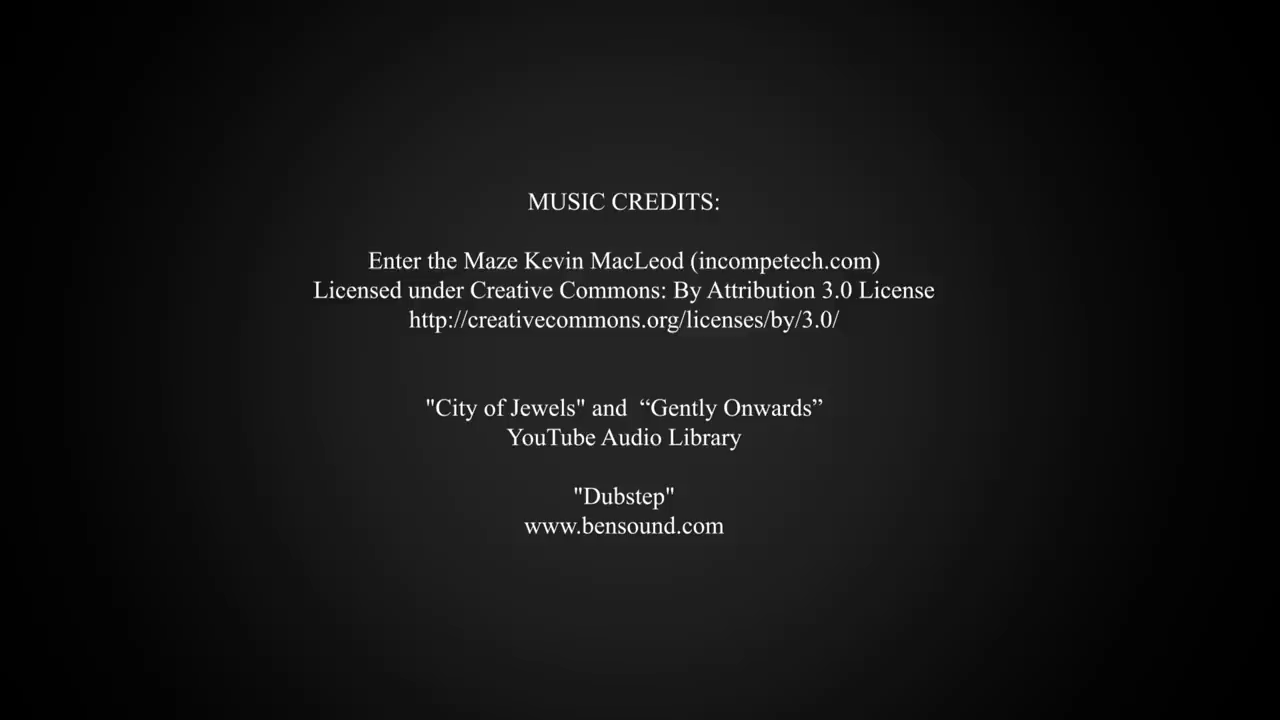 MUSIC CREDITS:
Enter the Maze Kevin MacLeod (incompetech.com)
Licensed under Creative Commons: By Attribution 3.0 License
http://creativecommons.org/licenses/by/3.0/
"City of Jewels" and  “Gently Onwards”
YouTube Audio Library
"Dubstep"
www.bensound.com